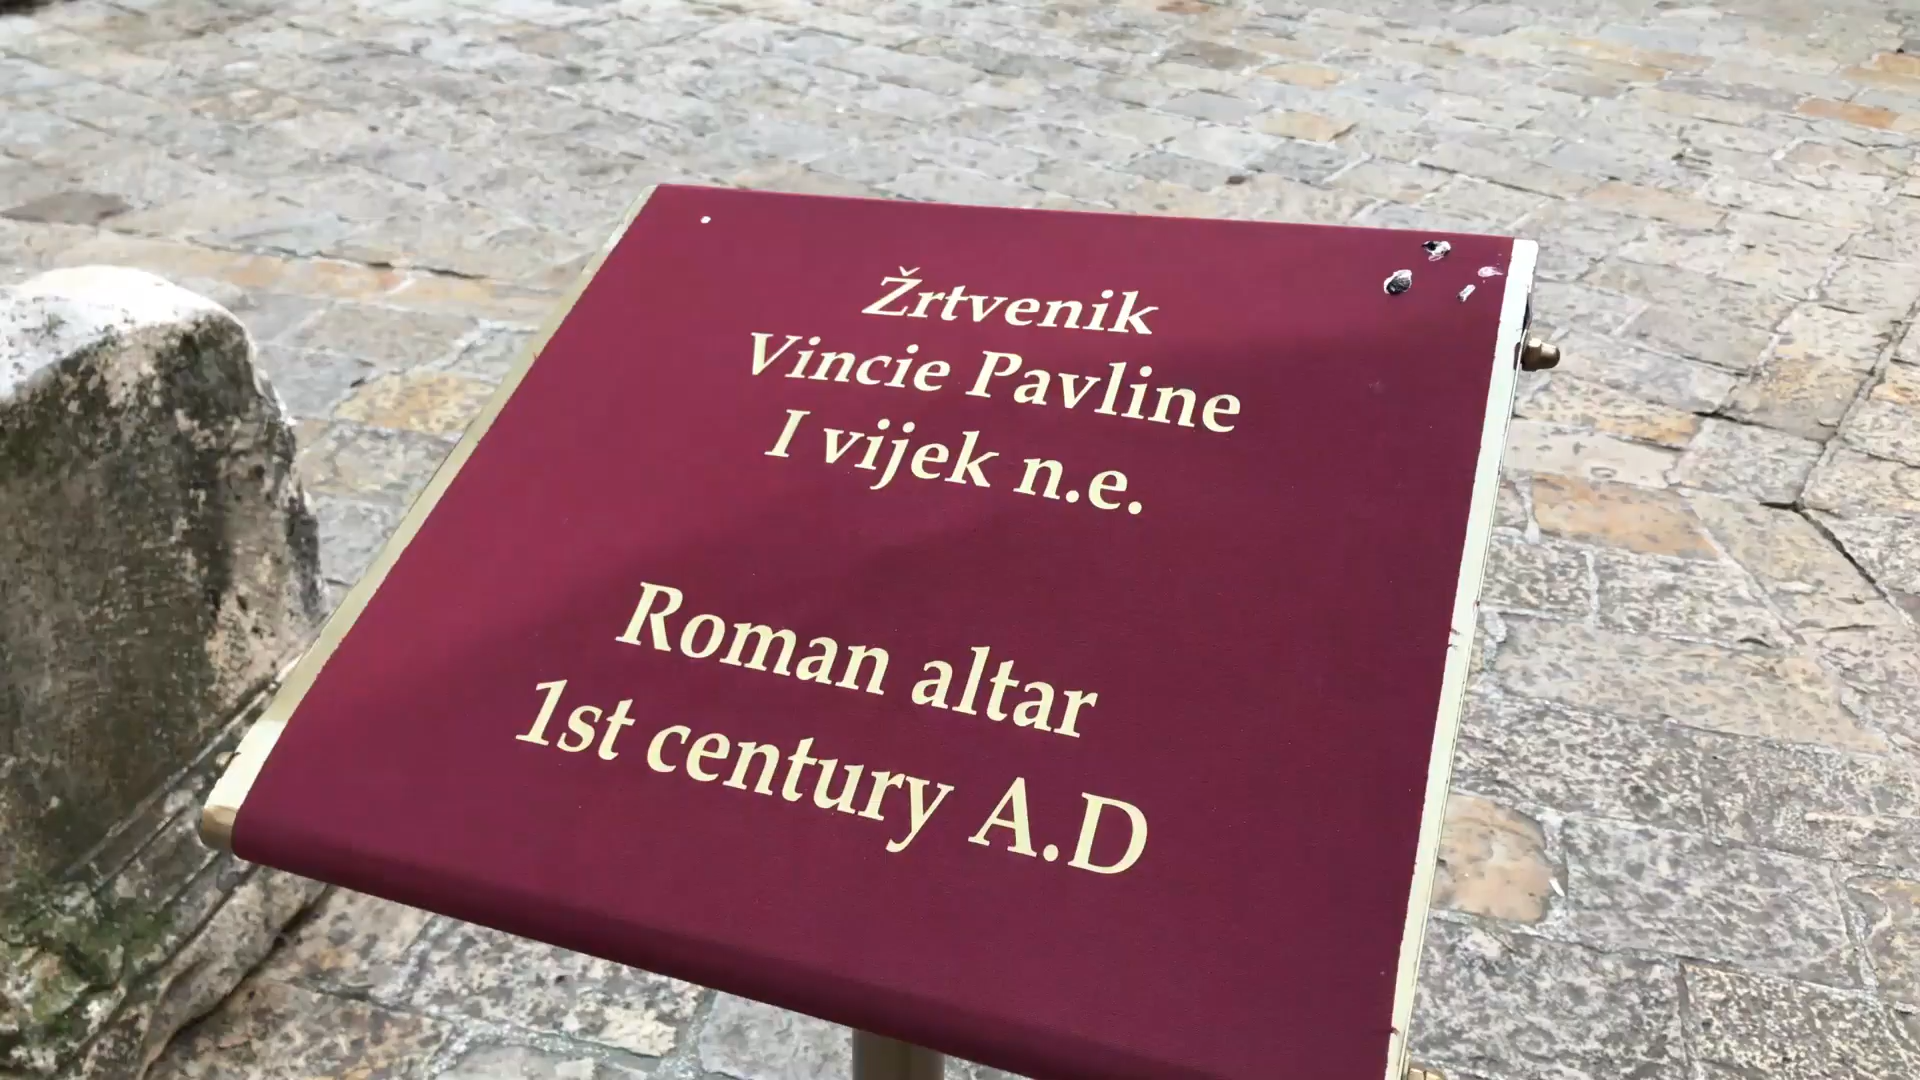 Žrtvenik
Vincie Pavline
I vijek n.e.
Roman altar
1st century A.D